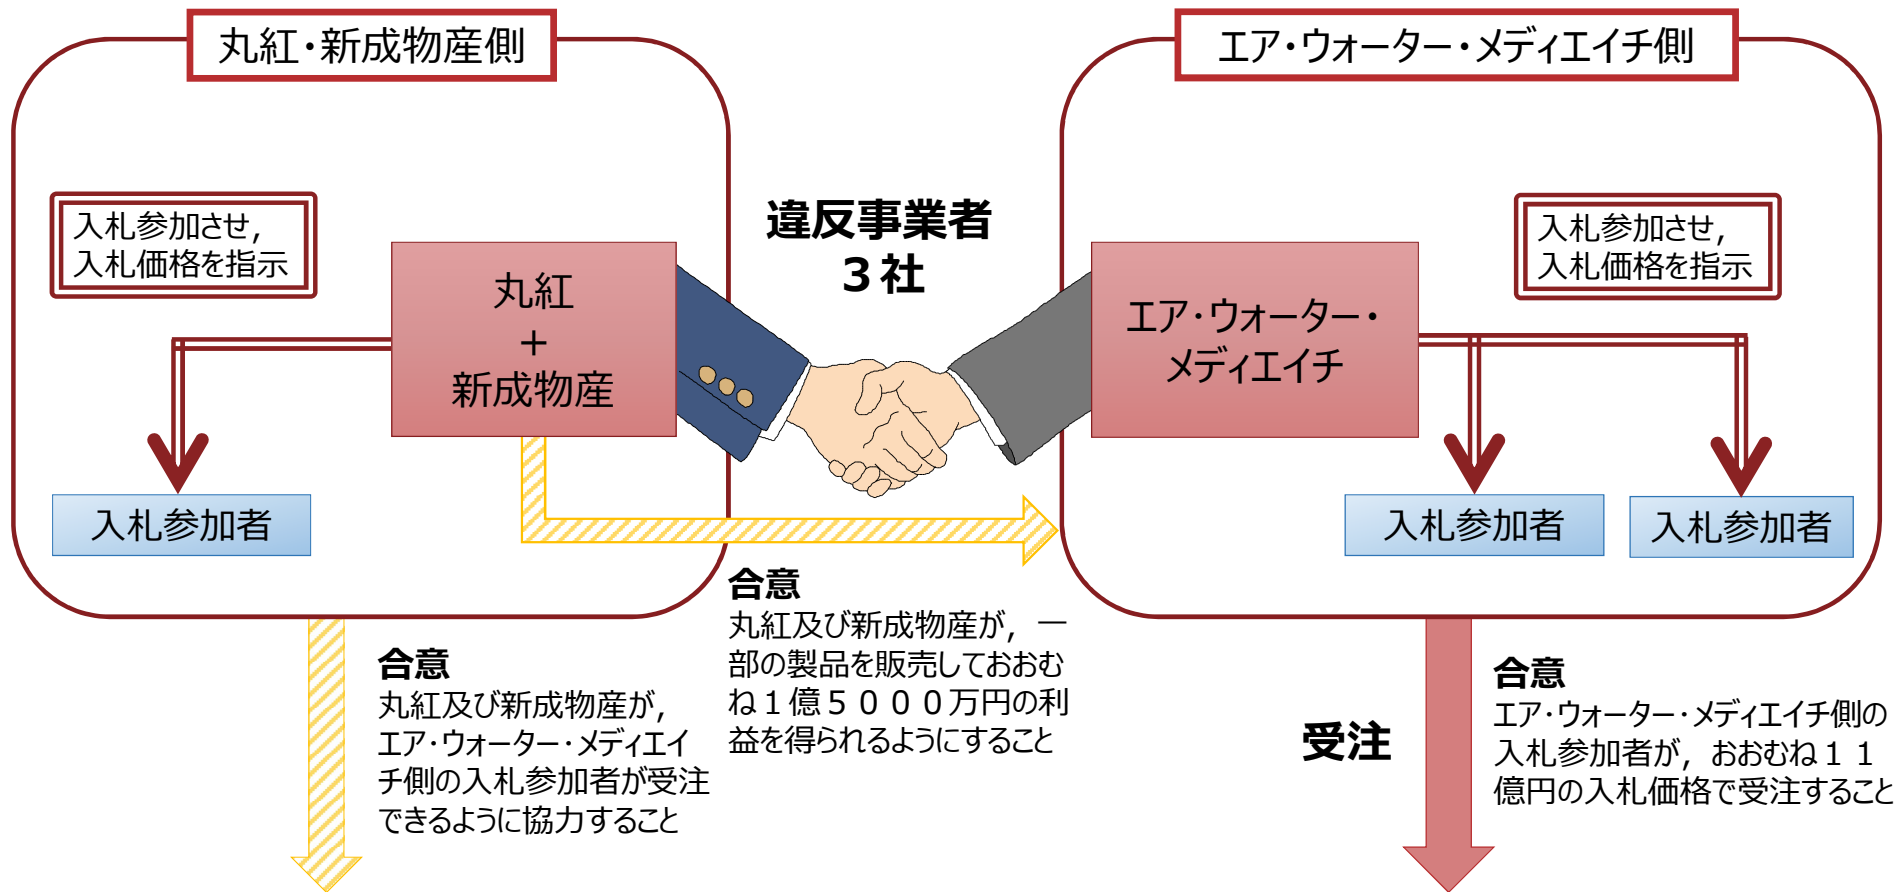 丸紅・新成物産側
エア・ウォーター・メディエイチ側
入札参加させ,
入札価格を指示
丸紅
+
新成物産
違反事業者
3社
エア・ウォーター・
メディエイチ
入札参加させ,
入札価格を指示
入札参加者
入札参加者
入札参加者
合意
丸紅及び新成物産が,
エア・ウォーター・メディエイ
チ側の入札参加者が受注
できるように協力すること
合意
丸紅及び新成物産が, 一
部の製品を販売しておおむ
ね1億5000万円の利
益を得られるようにすること
受注
合意
エア・ウォーター・メディエイチ側の
入札参加者が, おおむね11
億円の入札価格で受注すること